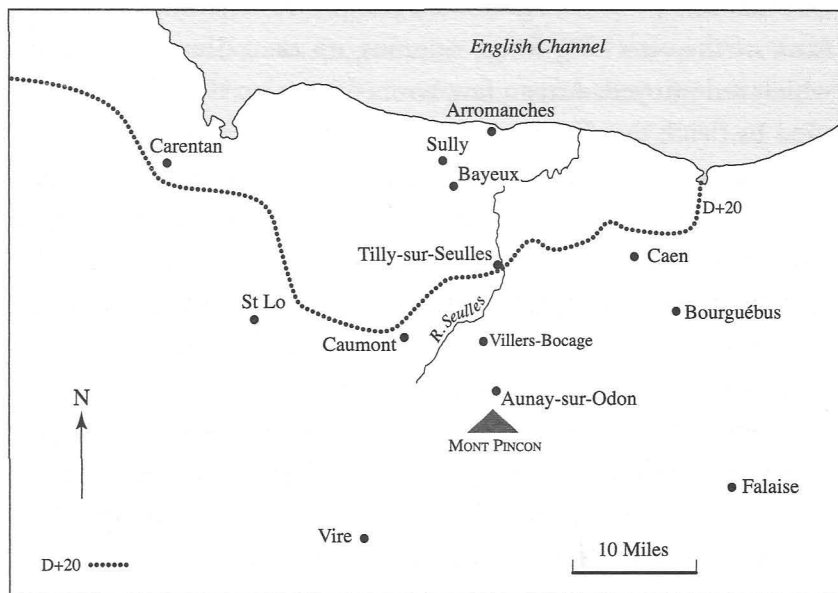 English Channel
Arromanches
Carentan
Sully
Bayeux
D+20
Tilly-sur-Seulles
Caen
St Lo
R. Seulles
Bourguébus
Caumont
Villers-Bocage
N
Aunay-sur-Odon
MONT PINCON
Falaise
Vire
10 Miles
D+20